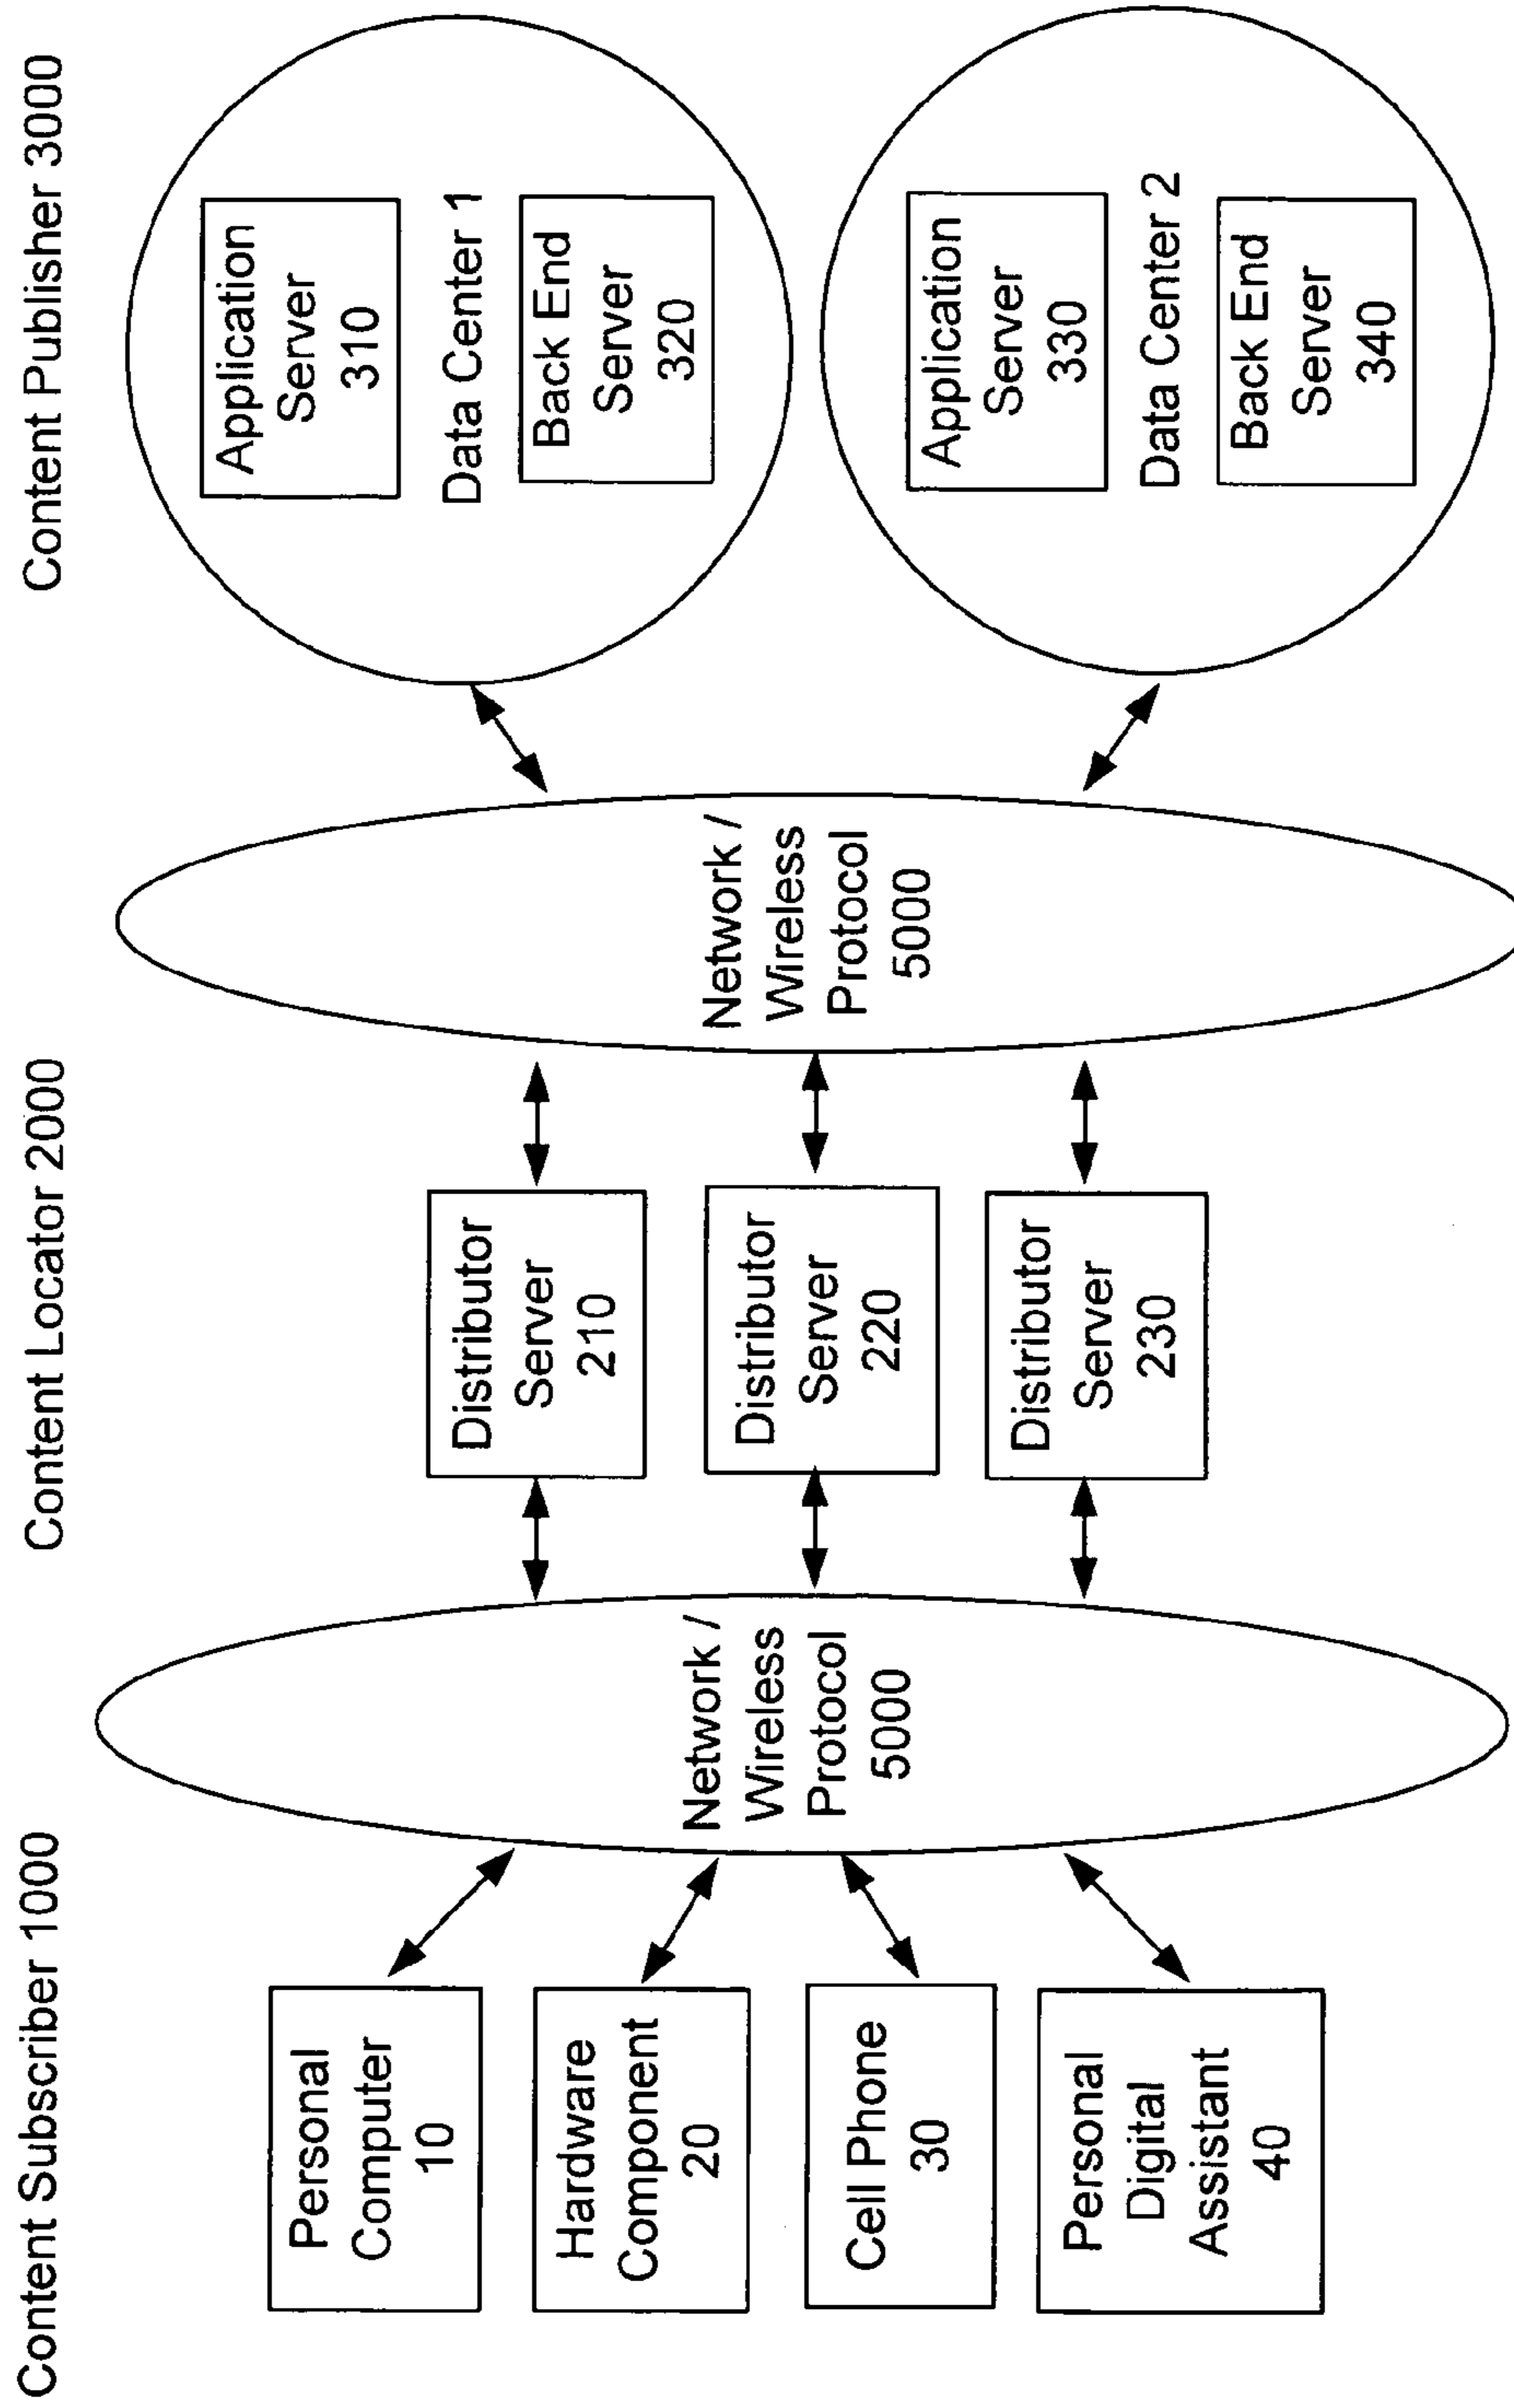 Content Subscriber 1000
Content Locator 2000
Content Publisher 3000
Personal
Computer
10
Hardware
Component
20
Cell Phone
30
Personal
Digital
Assistant
40
Network /
Wireless
Protocol
5000
Distributor
Server
210
Distributor
Server
220
Distributor
Server
230
Network /
Wireless
Protocol
5000
Application
Server
310
Data Center 1
Back End
Server
320
Application
Server
330
Data Center 2
Back End
Server
340